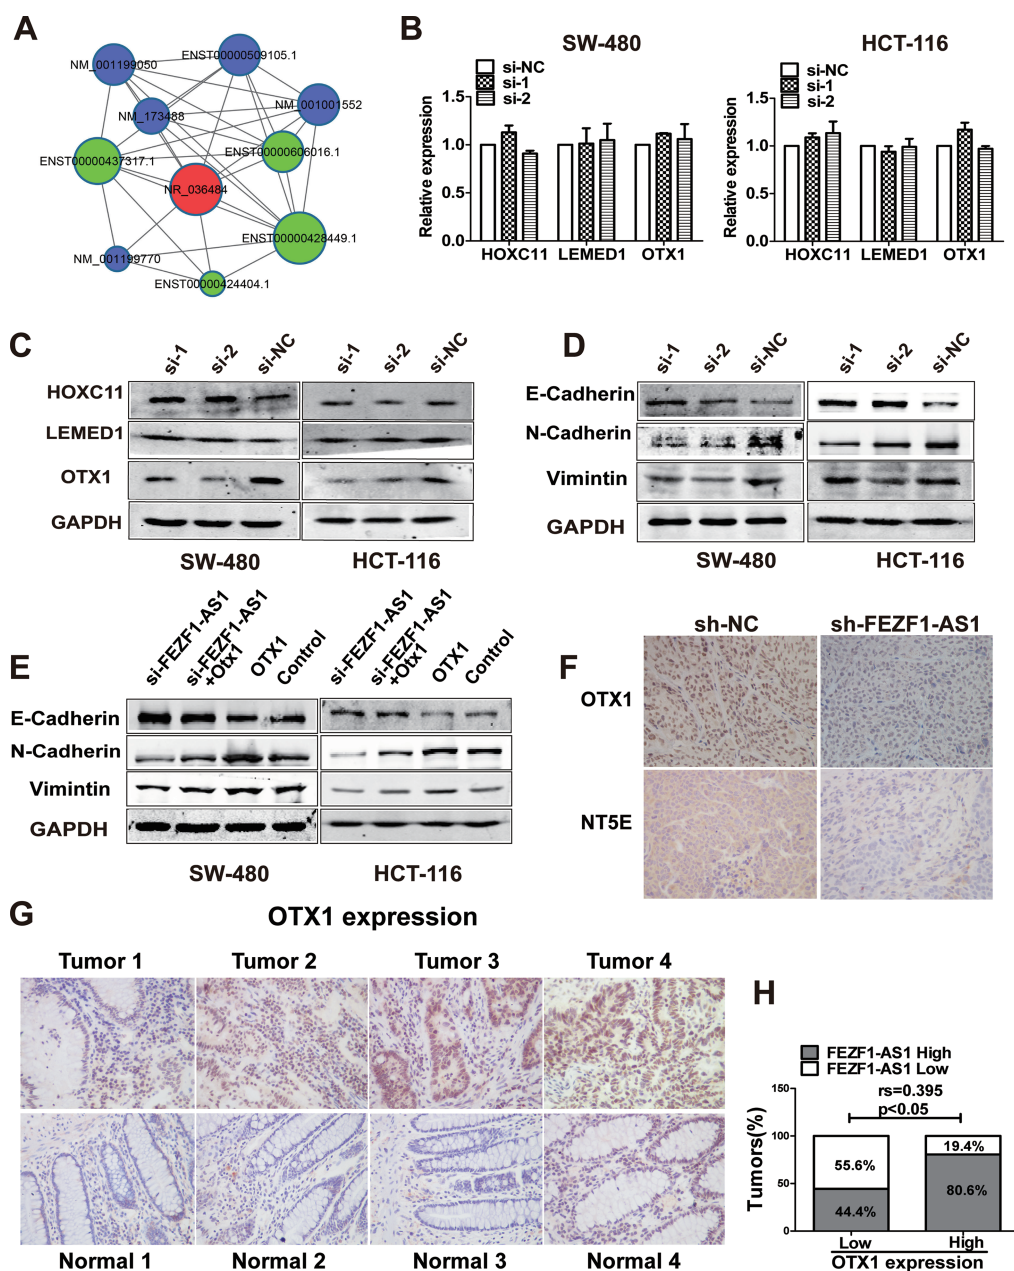 A
NM_001199050
ENST00000509105.1
NM_173488
NM_001001552
ENST00000437317.1
ENST00000606016.1
NR_036484
ENST00000428449.1
NM_001199770
ENST00000424404.1
B
SW-480
si-NC
si-1
si-2
Relative expression
1.5
1.0
0.5
0.0
HOXC11 LEMED1 OTX1
HCT-116
si-NC
si-1
si-2
Relative expression
1.5
1.0
0.5
0.0
HOXC11 LEMED1 OTX1
C
si-1 si-2 si-NC si-1 si-2 si-NC
HOXC11
LEMED1
OTX1
GAPDH
SW-480 HCT-116
D
si-1 si-2 si-NC si-1 si-2 si-NC
E-Cadherin
N-Cadherin
Vimintin
GAPDH
SW-480 HCT-116
E
si-FEZF1-AS1
si-FEZF1-AS1
+Otx1
OTX1
Control
si-FEZF1-AS1
si-FEZF1-AS1
+Otx1
OTX1
Control
E-Cadherin
N-Cadherin
Vimintin
GAPDH
SW-480 HCT-116
F
sh-NC sh-FEZF1-AS1
OTX1
NT5E
G
OTX1 expression
Tumor 1 Tumor 2 Tumor 3 Tumor 4
Normal 1 Normal 2 Normal 3 Normal 4
H
FEZF1-AS1 High
FEZF1-AS1 Low
rs=0.395
p<0.05
Tumors(%)
150
100
50
0
55.6%
44.4%
19.4%
80.6%
Low High
OTX1 expression